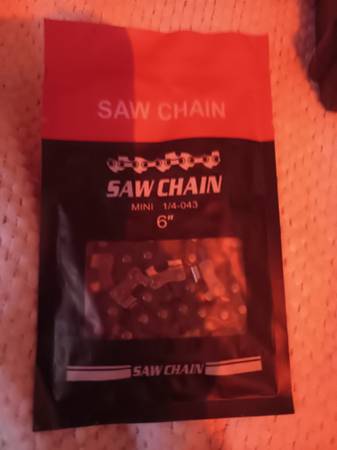 SAW CHAIN
SAW CHAIN
MINI 1/4-043
6"
SAW CHAIN